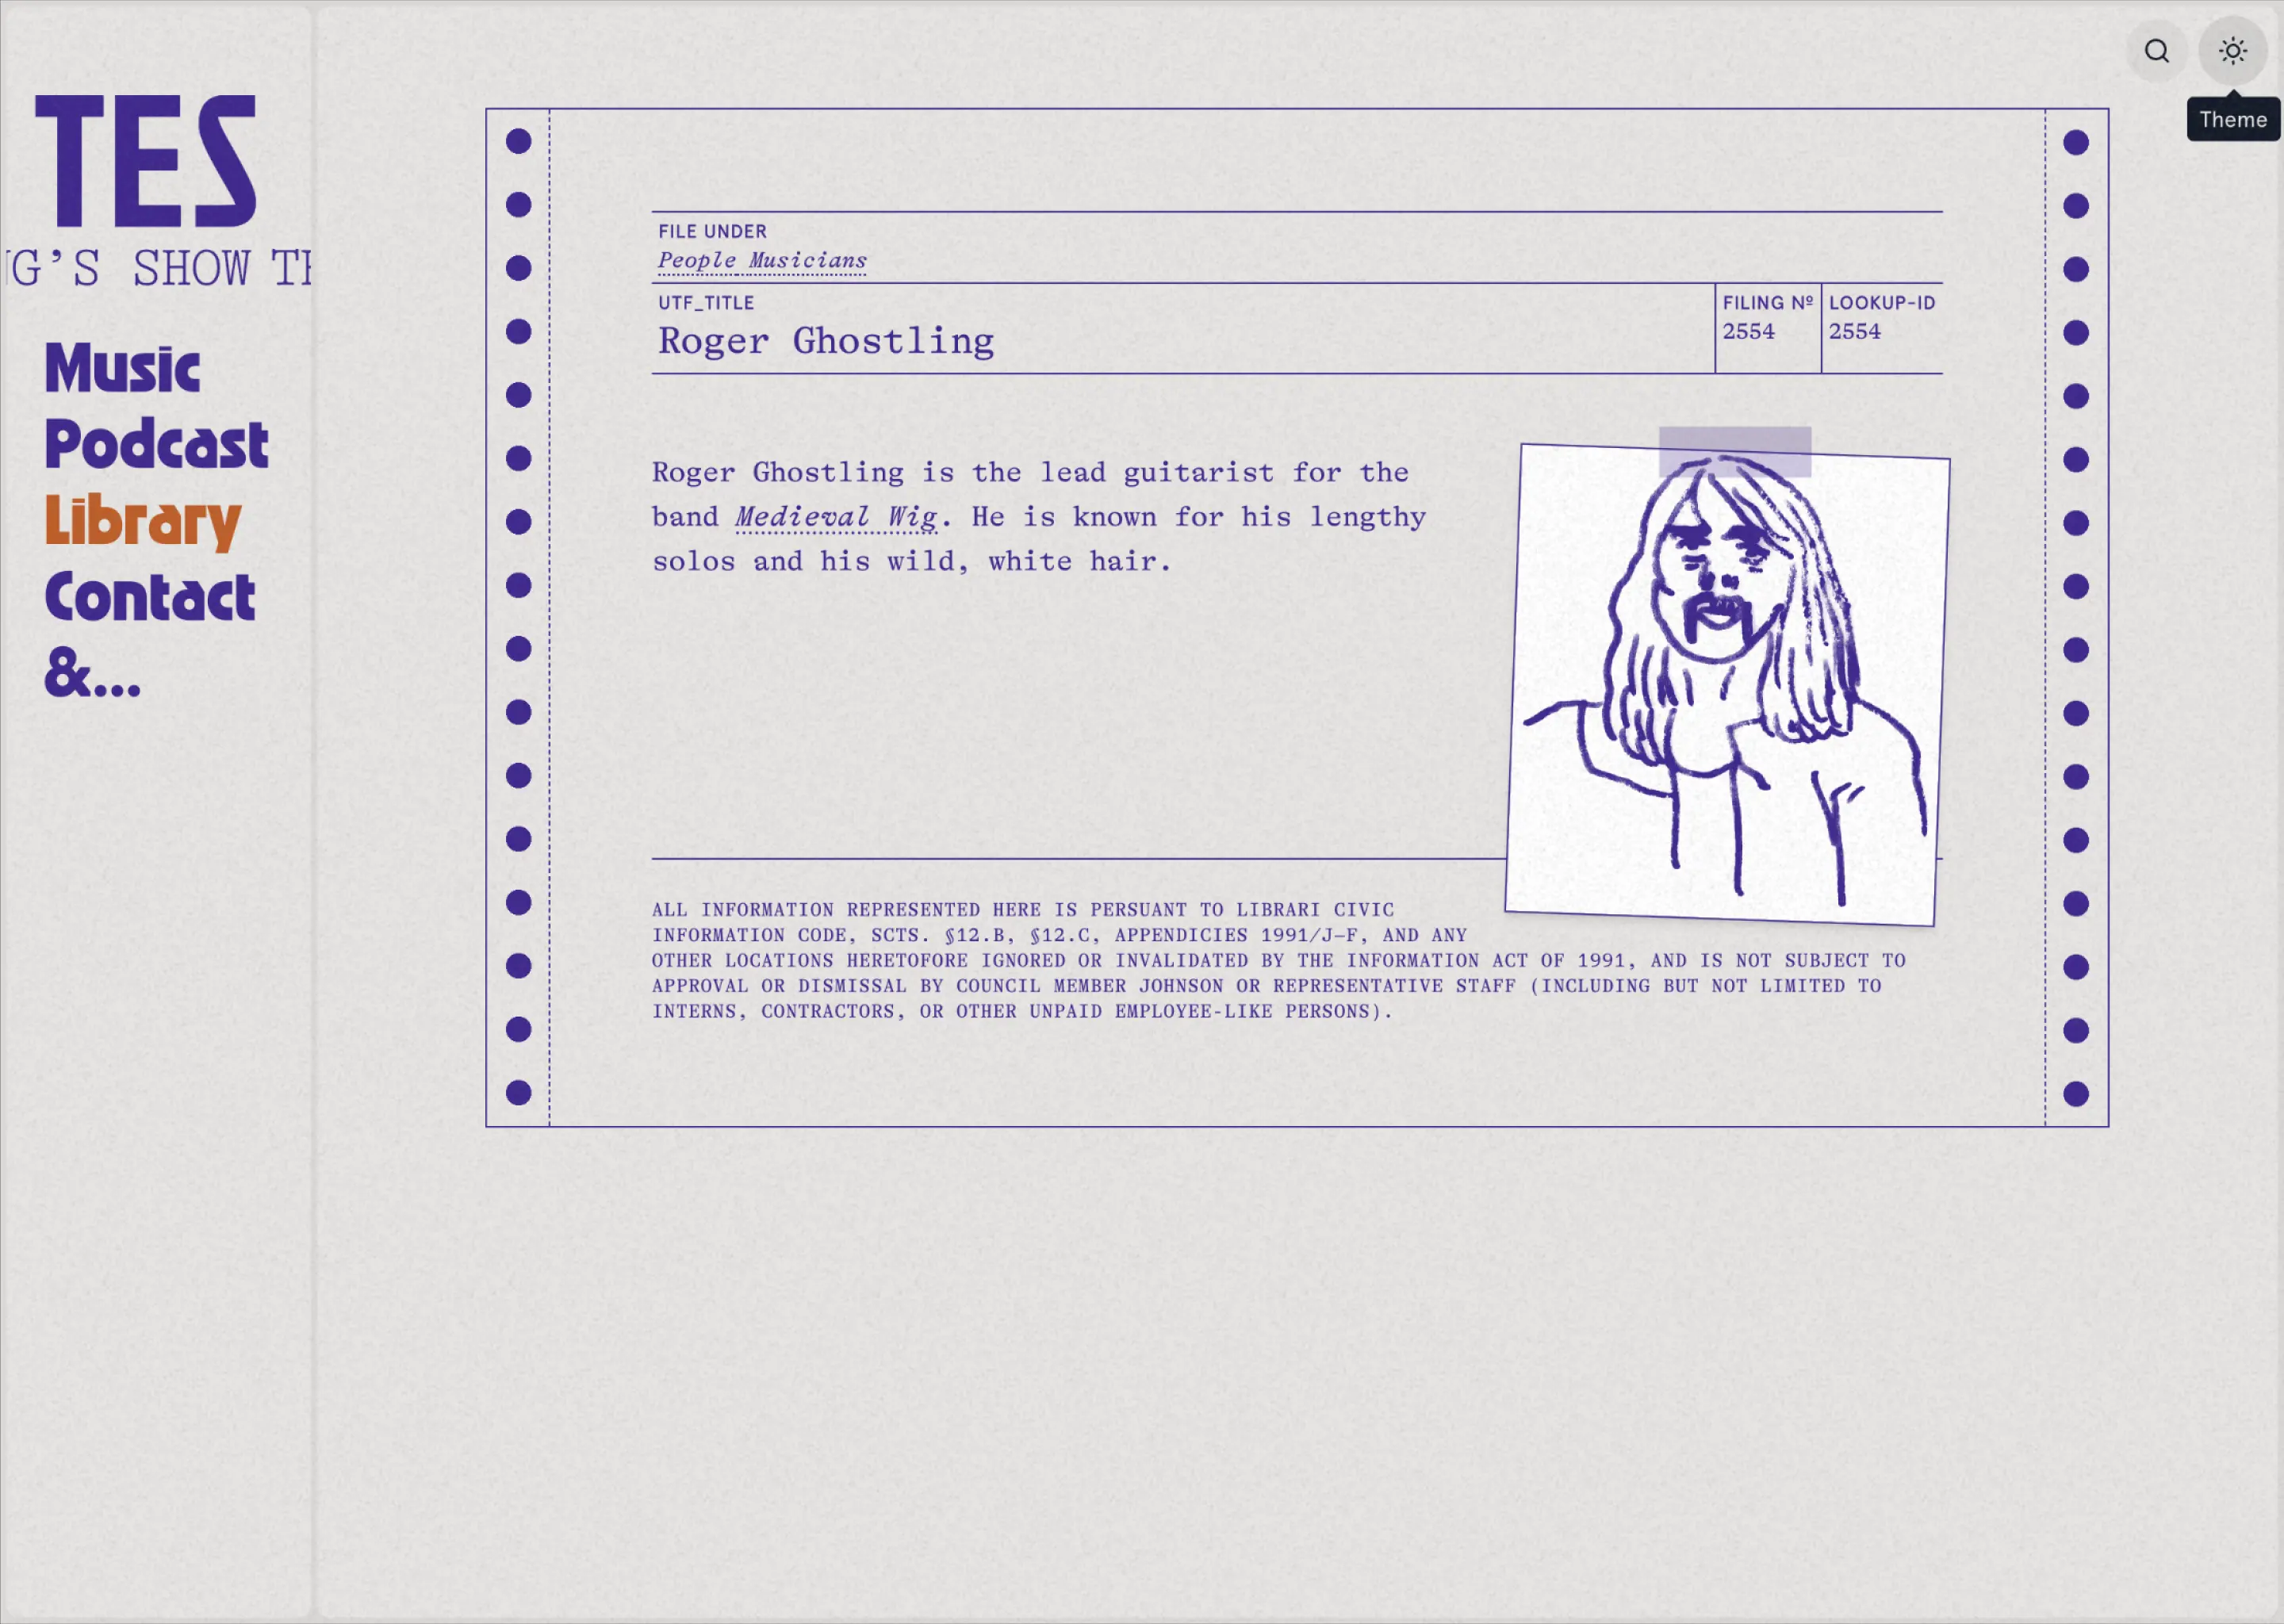 TES
G’S SHOW
Music
Podcast
Library
Contact
&...
Theme
FILE UNDER
People Musicians
UTF_TITLE
Roger Ghostling
FILING Nº
2554
LOOKUP-ID
2554
Roger Ghostling is the lead guitarist for the
band Medieval Wig. He is known for his lengthy
solos and his wild, white hair.
ALL INFORMATION REPRESENTED HERE IS PERSUANT TO LIBRARI CIVIC
INFORMATION CODE, SCTS. §12.B, §12.C, APPENDICIES 1991/J–F, AND ANY
OTHER LOCATIONS HERETOFORE IGNORED OR INVALIDATED BY THE INFORMATION ACT OF 1991, AND IS NOT SUBJECT TO
APPROVAL OR DISMISSAL BY COUNCIL MEMBER JOHNSON OR REPRESENTATIVE STAFF (INCLUDING BUT NOT LIMITED TO
INTERNS, CONTRACTORS, OR OTHER UNPAID EMPLOYEE-LIKE PERSONS).